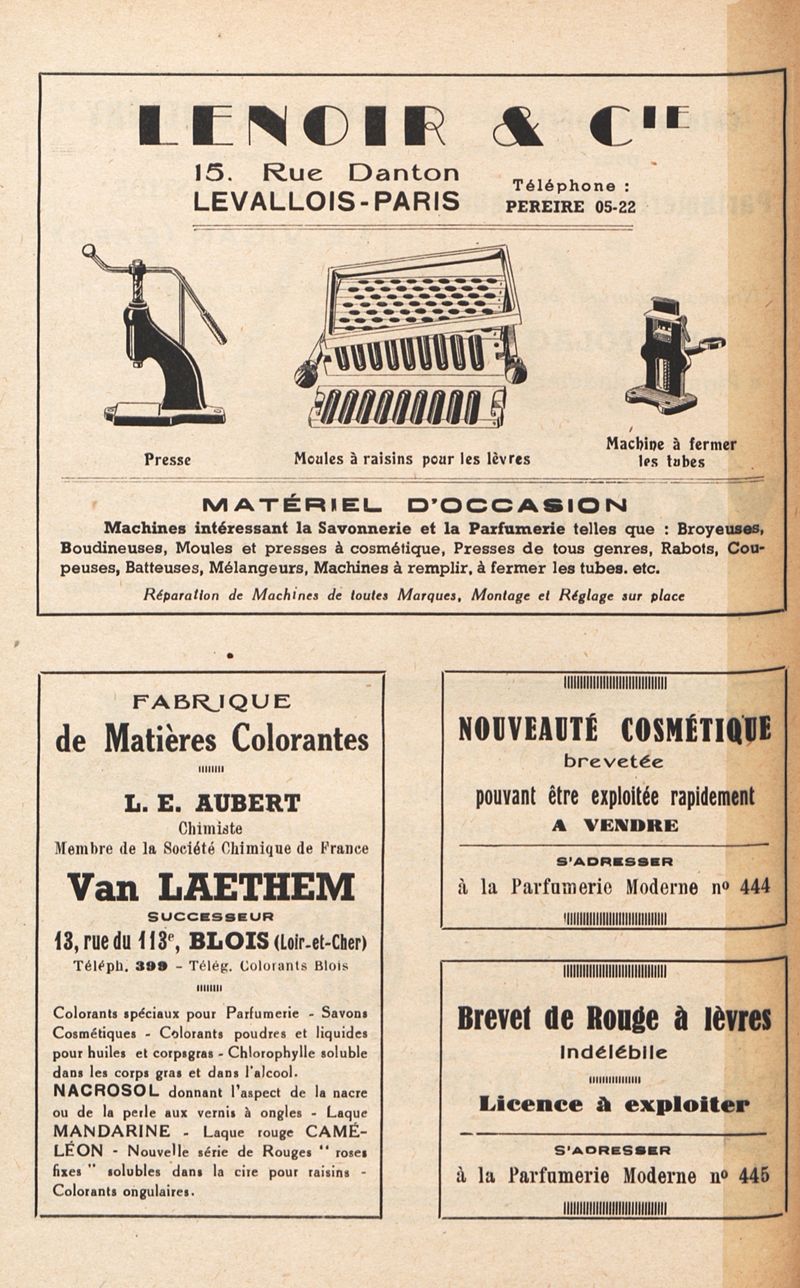 LENOIR & CIE
15. Rue Danton
LEVALLOIS-PARIS
Téléphone :
PEREIRE 05-22
Presse
Moules à raisins pour les lèvres
Machine à fermer
les tubes
MATÉRIEL D'OCCASION
Machines intéressant la Savonnerie et la Parfumerie telles que : Broyeuses,
Boudineuses, Moules et presses à cosmétique, Presses de tous genres, Rabots, Cou-
peuses, Batteuses, Mélangeurs, Machines à remplir, à fermer les tubes. etc.
Réparation de Machines de toutes Marques, Montage et Réglage sur place
FABRIQUE
de Matières Colorantes
L. E. AUBERT
Chimiste
Membre de la Société Chimique de France
Van LAETHEM
SUCCESSEUR
13, rue du 113e, BLOIS (Loir-et-Cher)
Téléph. 399 - Télég. Colorants Blois
Colorants spéciaux pour Parfumerie - Savons
Cosmétiques - Colorants poudres et liquides
pour huiles et corpsgras - Chlorophylle soluble
dans les corps gras et dans l'alcool.
NACROSOL donnant l'aspect de la nacre
ou de la perle aux vernis à ongles - Laque
MANDARINE - Laque rouge CAMÉ-
LÉON - Nouvelle série de Rouges " roses
fixes " solubles dans la cire pour raisins -
Colorants ongulaires.
NOUVEAUTÉ COSMÉTIQUE
brevetée
pouvant être exploitée rapidement
A VENDRE
S'ADRESSER
à la Parfumerie Moderne no 444
Brevet de Rouge à lèvres
Indélébile
Licence à exploiter
S'ADRESSER
à la Parfumerie Moderne no 445